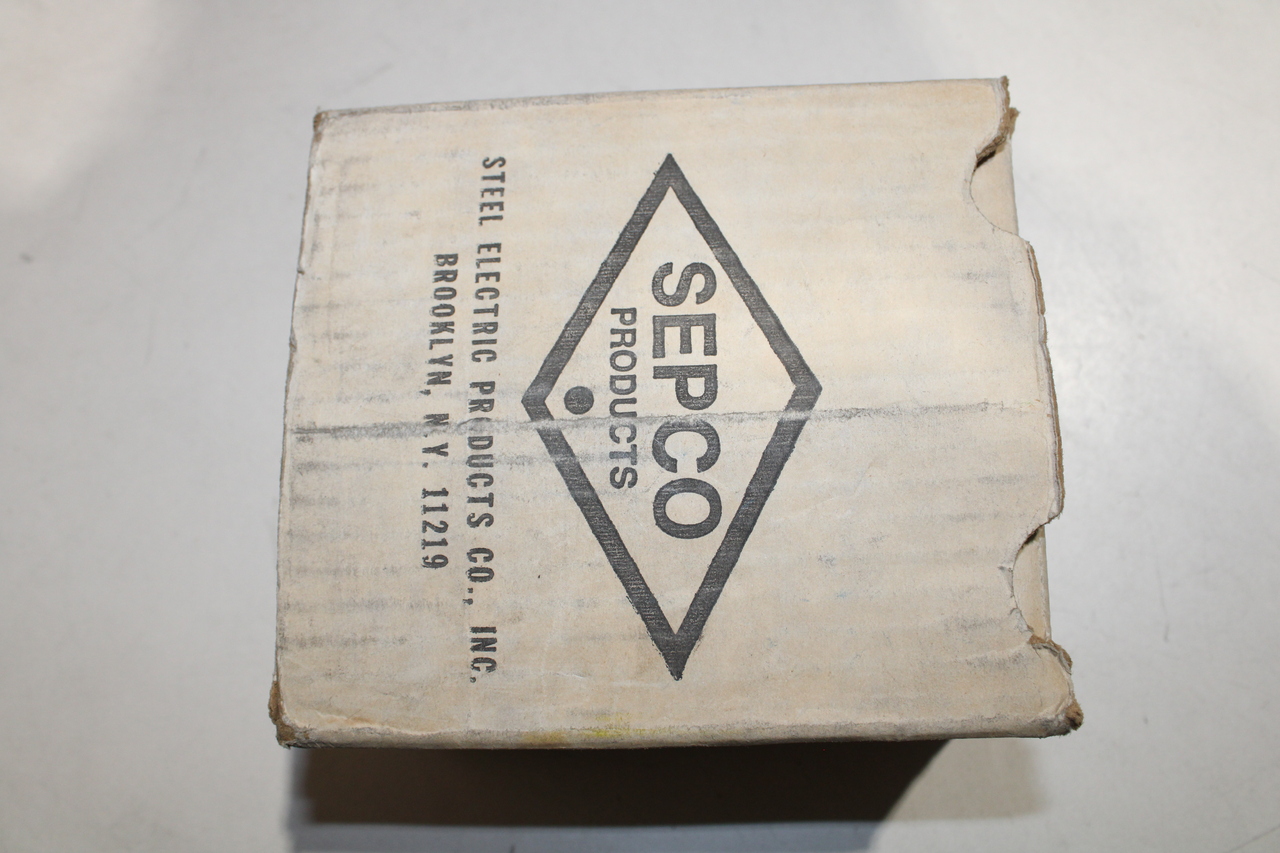 SEPCO
PRODUCTS
STEEL ELECTRIC PRODUCTS CO., INC.
BROOKLYN, N.Y. 11219